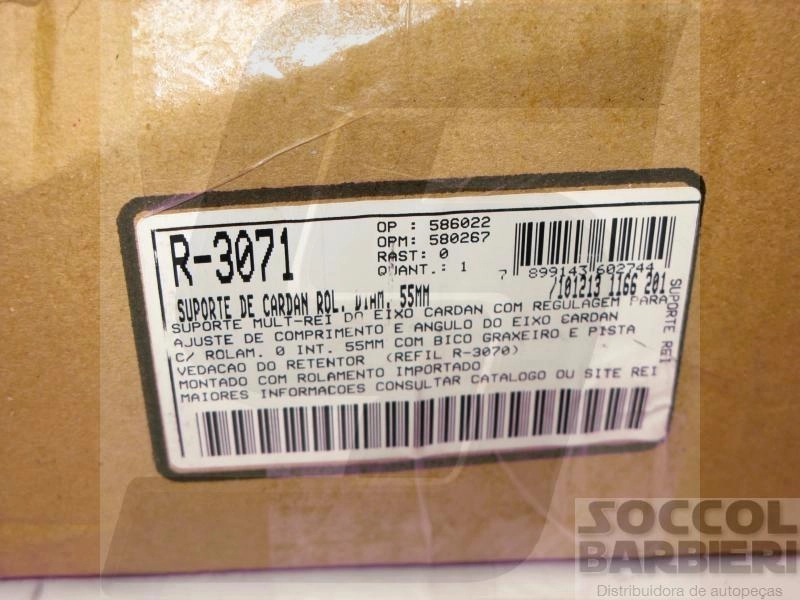 R-3071
OP : 586022
OPM: 580267
RAST: 0
QUANT.: 1
7 899143 602744
/101213 1166 201
SUPORTE DE CARDAN ROL. DIAM. 55MM
SUPORTE MULT-REI DO EIXO CARDAN COM REGULAGEM PARA
AJUSTE DE COMPRIMENTO E ANGULO DO EIXO CARDAN
C/ ROLAM. 0 INT. 55MM COM BICO GRAXEIRO E PISTA
VEDACAO DO RETENTOR (REFIL R-3070)
MONTADO COM ROLAMENTO IMPORTADO
MAIORES INFORMACOES CONSULTAR CATALOGO OU SITE REI
SUPORTE REI
SOCCOL
BARBIERI
Distribuidora de autopeças